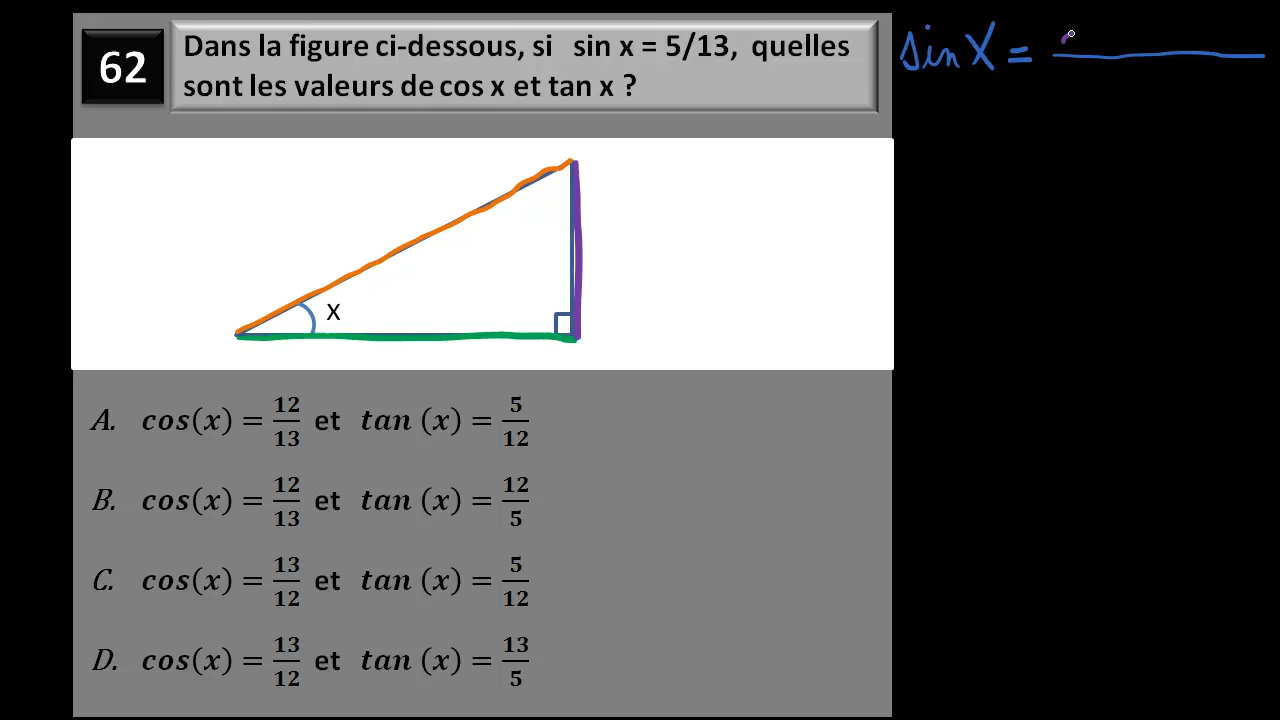 62
Dans la figure ci-dessous, si sin x = 5/13, quelles
sont les valeurs de cos x et tan x ?
sin X =
x
A. cos(x) = 12/13 et tan (x) = 5/12
B. cos(x) = 12/13 et tan (x) = 12/5
C. cos(x) = 13/12 et tan (x) = 5/12
D. cos(x) = 13/12 et tan (x) = 13/5